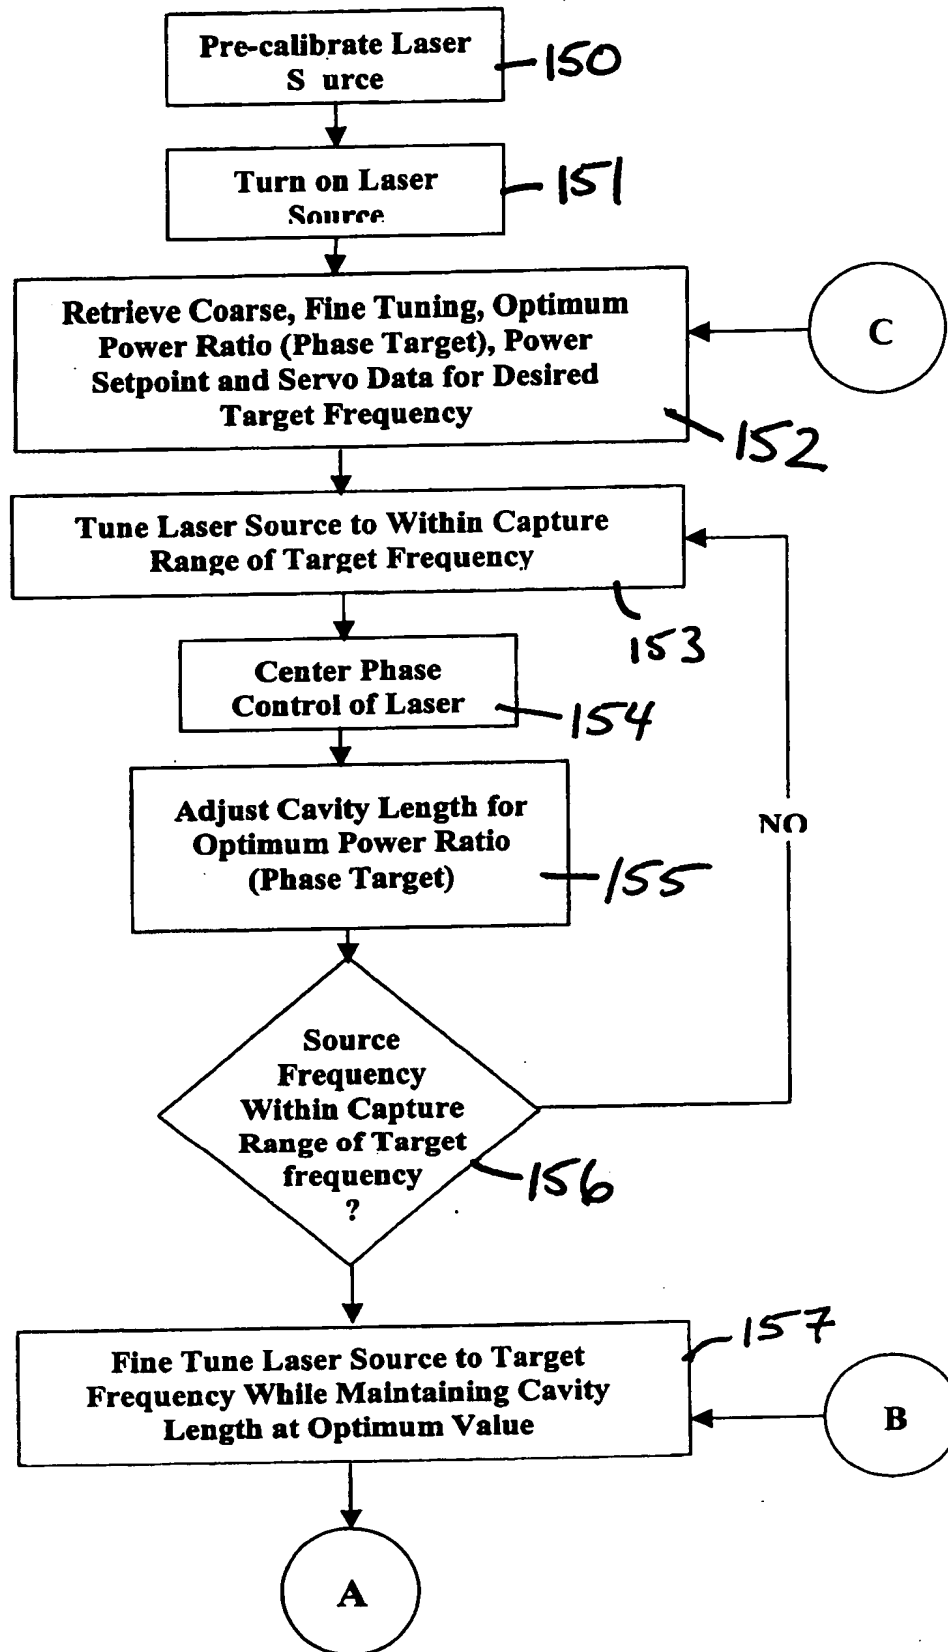 Pre-calibrate Laser
S urce
150
Turn on Laser
Source
151
Retrieve Coarse, Fine Tuning, Optimum
Power Ratio (Phase Target), Power
Setpoint and Servo Data for Desired
Target Frequency
C
152
Tune Laser Source to Within Capture
Range of Target Frequency
153
Center Phase
Control of Laser
154
Adjust Cavity Length for
Optimum Power Ratio
(Phase Target)
155
NO
Source
Frequency
Within Capture
Range of Target
frequency
?
156
157
Fine Tune Laser Source to Target
Frequency While Maintaining Cavity
Length at Optimum Value
B
A